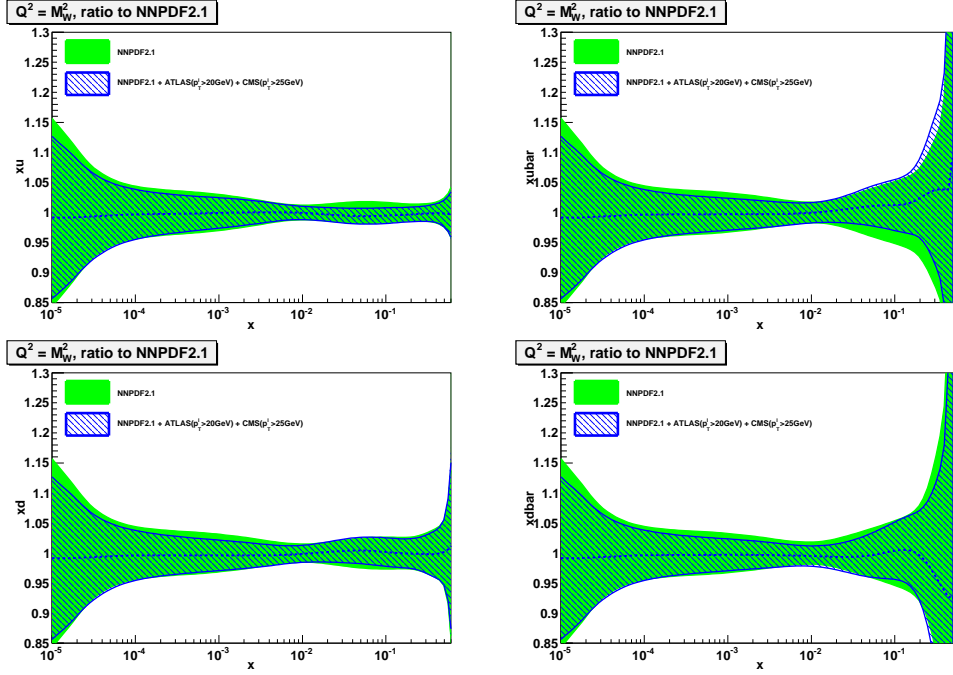 Q² = M²_W, ratio to NNPDF2.1
1.3
1.25
1.2
1.15
1.1
1.05
1
0.95
0.9
0.85
xu
NNPDF2.1
NNPDF2.1 + ATLAS(p_T^l>20GeV) + CMS(p_T^l>25GeV)
10⁻⁵ 10⁻⁴ 10⁻³ 10⁻² 10⁻¹
x
Q² = M²_W, ratio to NNPDF2.1
1.3
1.25
1.2
1.15
1.1
1.05
1
0.95
0.9
0.85
xubar
NNPDF2.1
NNPDF2.1 + ATLAS(p_T^l>20GeV) + CMS(p_T^l>25GeV)
10⁻⁵ 10⁻⁴ 10⁻³ 10⁻² 10⁻¹
x
Q² = M²_W, ratio to NNPDF2.1
1.3
1.25
1.2
1.15
1.1
1.05
1
0.95
0.9
0.85
xd
NNPDF2.1
NNPDF2.1 + ATLAS(p_T^l>20GeV) + CMS(p_T^l>25GeV)
10⁻⁵ 10⁻⁴ 10⁻³ 10⁻² 10⁻¹
x
Q² = M²_W, ratio to NNPDF2.1
1.3
1.25
1.2
1.15
1.1
1.05
1
0.95
0.9
0.85
xdbar
NNPDF2.1
NNPDF2.1 + ATLAS(p_T^l>20GeV) + CMS(p_T^l>25GeV)
10⁻⁵ 10⁻⁴ 10⁻³ 10⁻² 10⁻¹
x